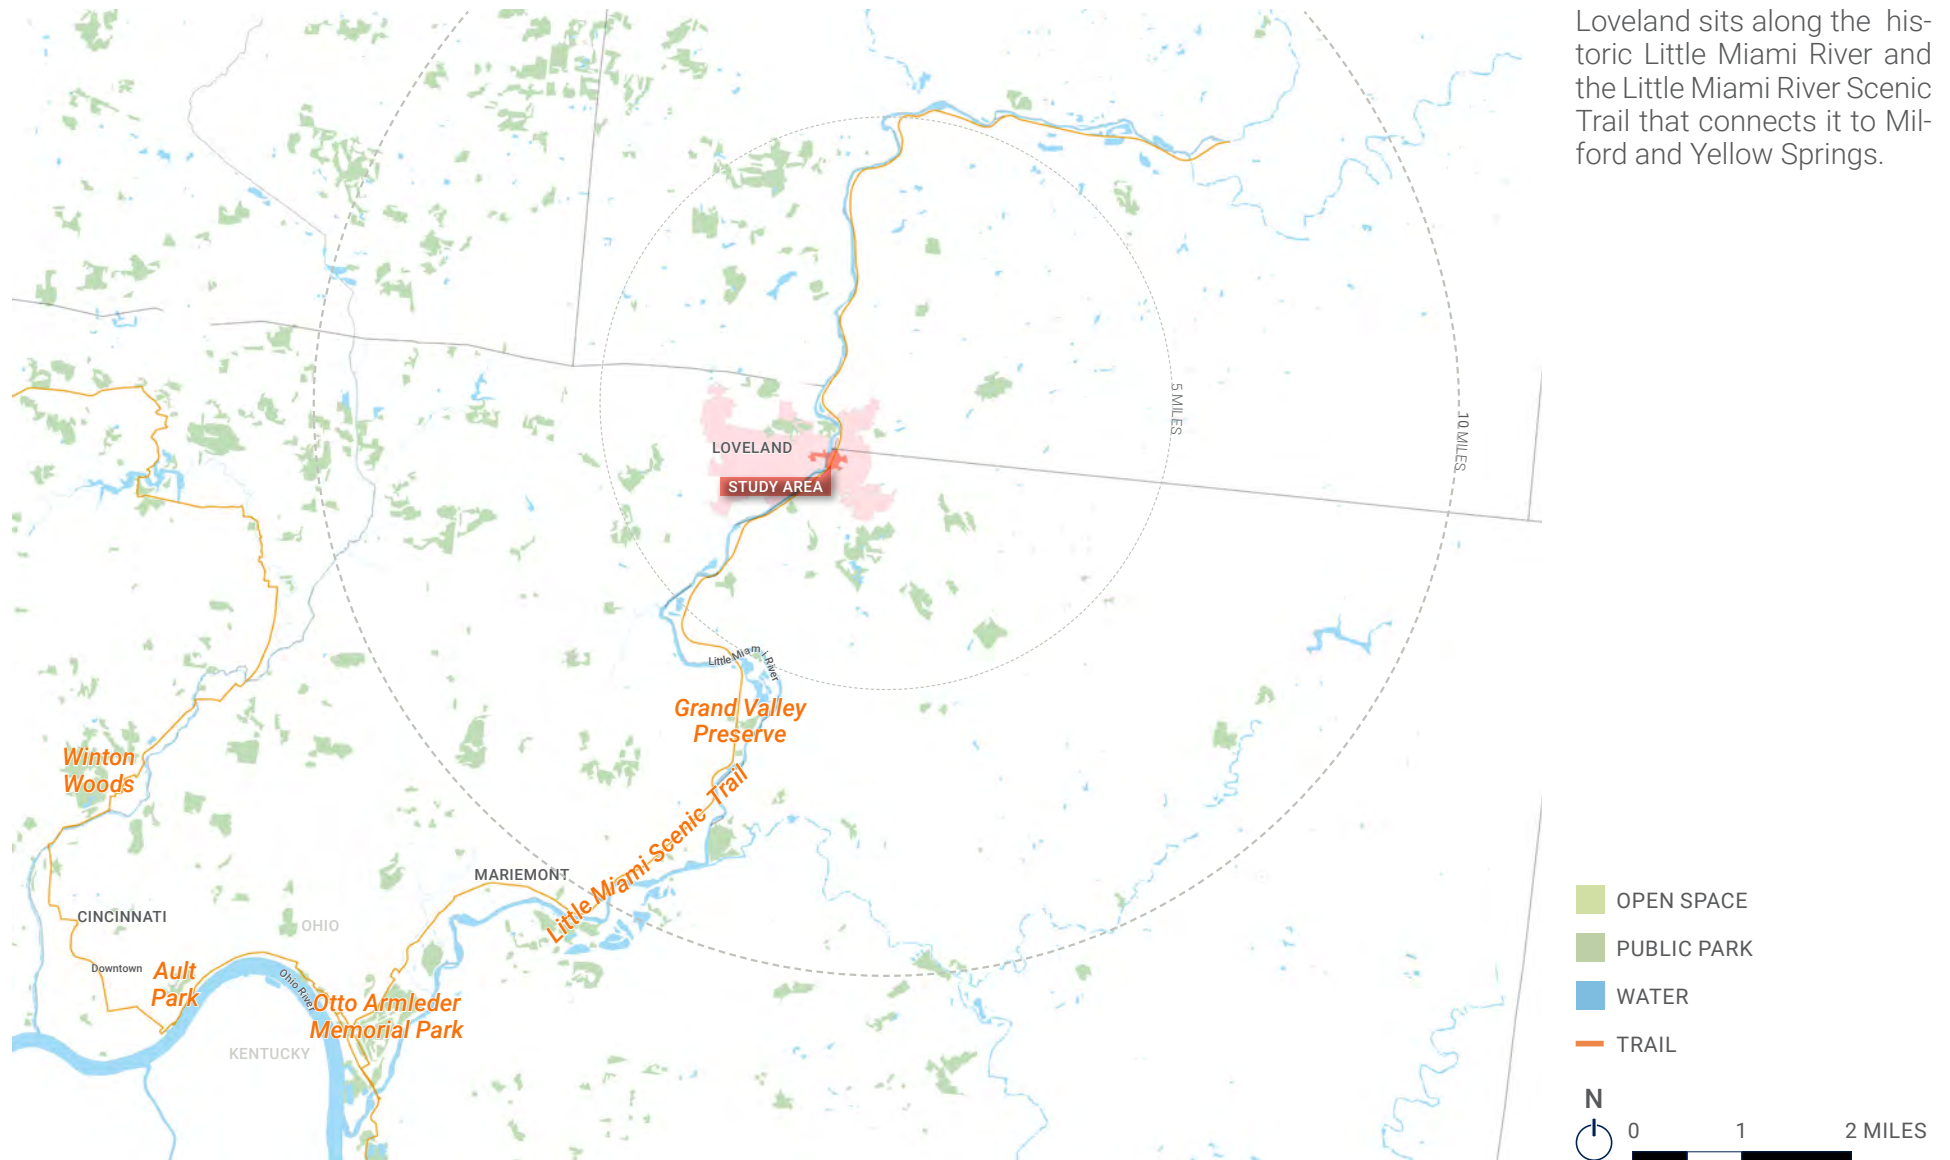 Loveland sits along the his-
toric Little Miami River and
the Little Miami River Scenic
Trail that connects it to Mil-
ford and Yellow Springs.
5 MILES
10 MILES
LOVELAND
STUDY AREA
Little Miami River
Grand Valley
Preserve
Winton
Woods
Little Miami Scenic Trail
MARIEMONT
CINCINNATI
OHIO
Downtown
Ault
Park
Ohio River
Otto Armleder
Memorial Park
KENTUCKY
OPEN SPACE
PUBLIC PARK
WATER
TRAIL
N
0 1 2 MILES